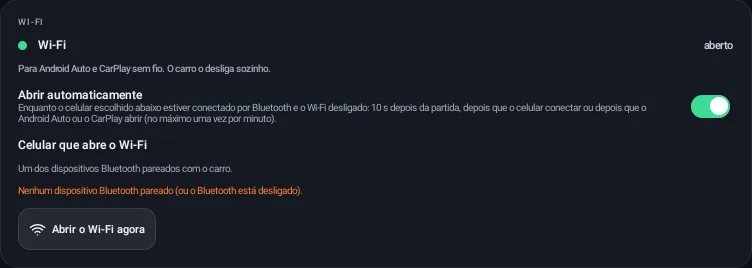 WI-FI
Wi-Fi
aberto
Para Android Auto e CarPlay sem fio. O carro o desliga sozinho.
Abrir automaticamente
Enquanto o celular escolhido abaixo estiver conectado por Bluetooth e o Wi-Fi desligado: 10 s depois da partida, depois que o celular conectar ou depois que o
Android Auto ou o CarPlay abrir (no máximo uma vez por minuto).
Celular que abre o Wi-Fi
Um dos dispositivos Bluetooth pareados com o carro.
Nenhum dispositivo Bluetooth pareado (ou o Bluetooth está desligado).
Abrir o Wi-Fi agora